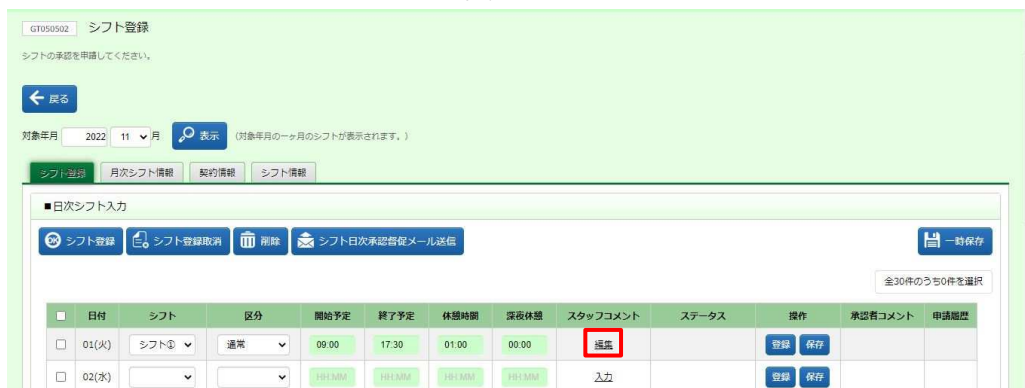 GT050502 シフト登録
シフトの承認を申請してください。
戻る
対象年月 2022 11 月 表示 (対象年月の一ヶ月のシフトが表示されます。)
シフト登録 月次シフト情報 契約情報 シフト情報
■日次シフト入力
OK シフト登録 シフト登録取消 削除 シフト日次承認督促メール送信 一時保存
全30件のうち0件を選択
日付 シフト 区分 開始予定 終了予定 休憩時間 深夜休憩 スタッフコメント ステータス 操作 承認者コメント 申請履歴
01(火) シフト① 通常 09:00 17:30 01:00 00:00 編集 登録 保存
02(水) HH:MM HH:MM HH:MM HH:MM 入力 登録 保存